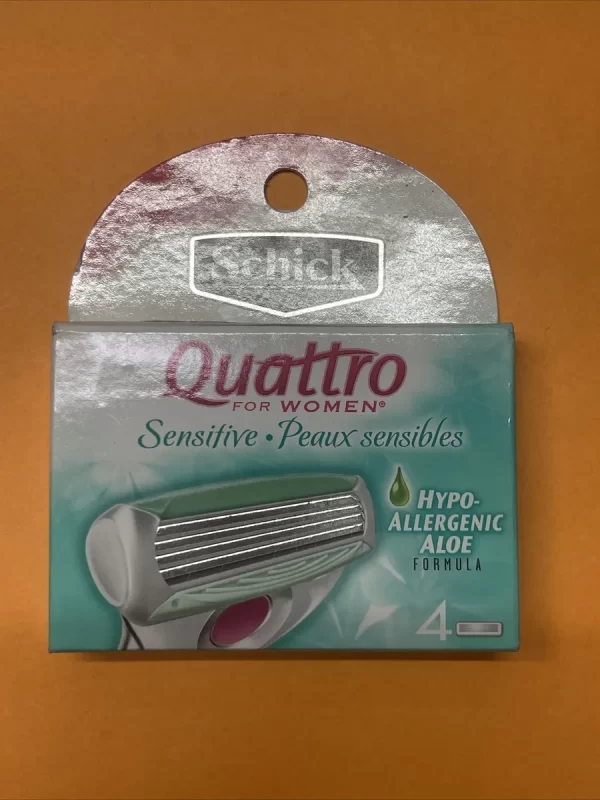 Schick
Quattro
FOR WOMEN®
Sensitive • Peaux sensibles
HYPO-
ALLERGENIC
ALOE
FORMULA
4